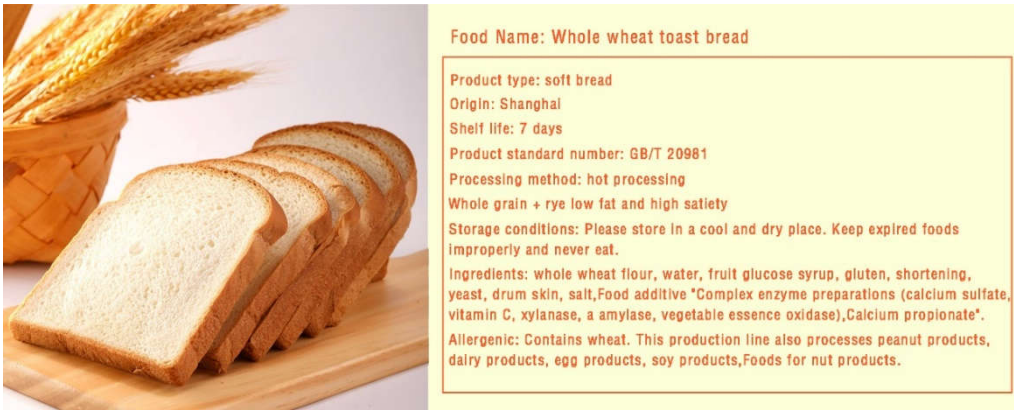 Food Name: Whole wheat toast bread
Product type: soft bread
Origin: Shanghai
Shelf life: 7 days
Product standard number: GB/T 20981
Processing method: hot processing
Whole grain + rye low fat and high satiety
Storage conditions: Please store in a cool and dry place. Keep expired foods
improperly and never eat.
Ingredients: whole wheat flour, water, fruit glucose syrup, gluten, shortening,
yeast, drum skin, salt,Food additive "Complex enzyme preparations (calcium sulfate,
vitamin C, xylanase, a amylase, vegetable essence oxidase),Calcium propionate".
Allergenic: Contains wheat. This production line also processes peanut products,
dairy products, egg products, soy products,Foods for nut products.